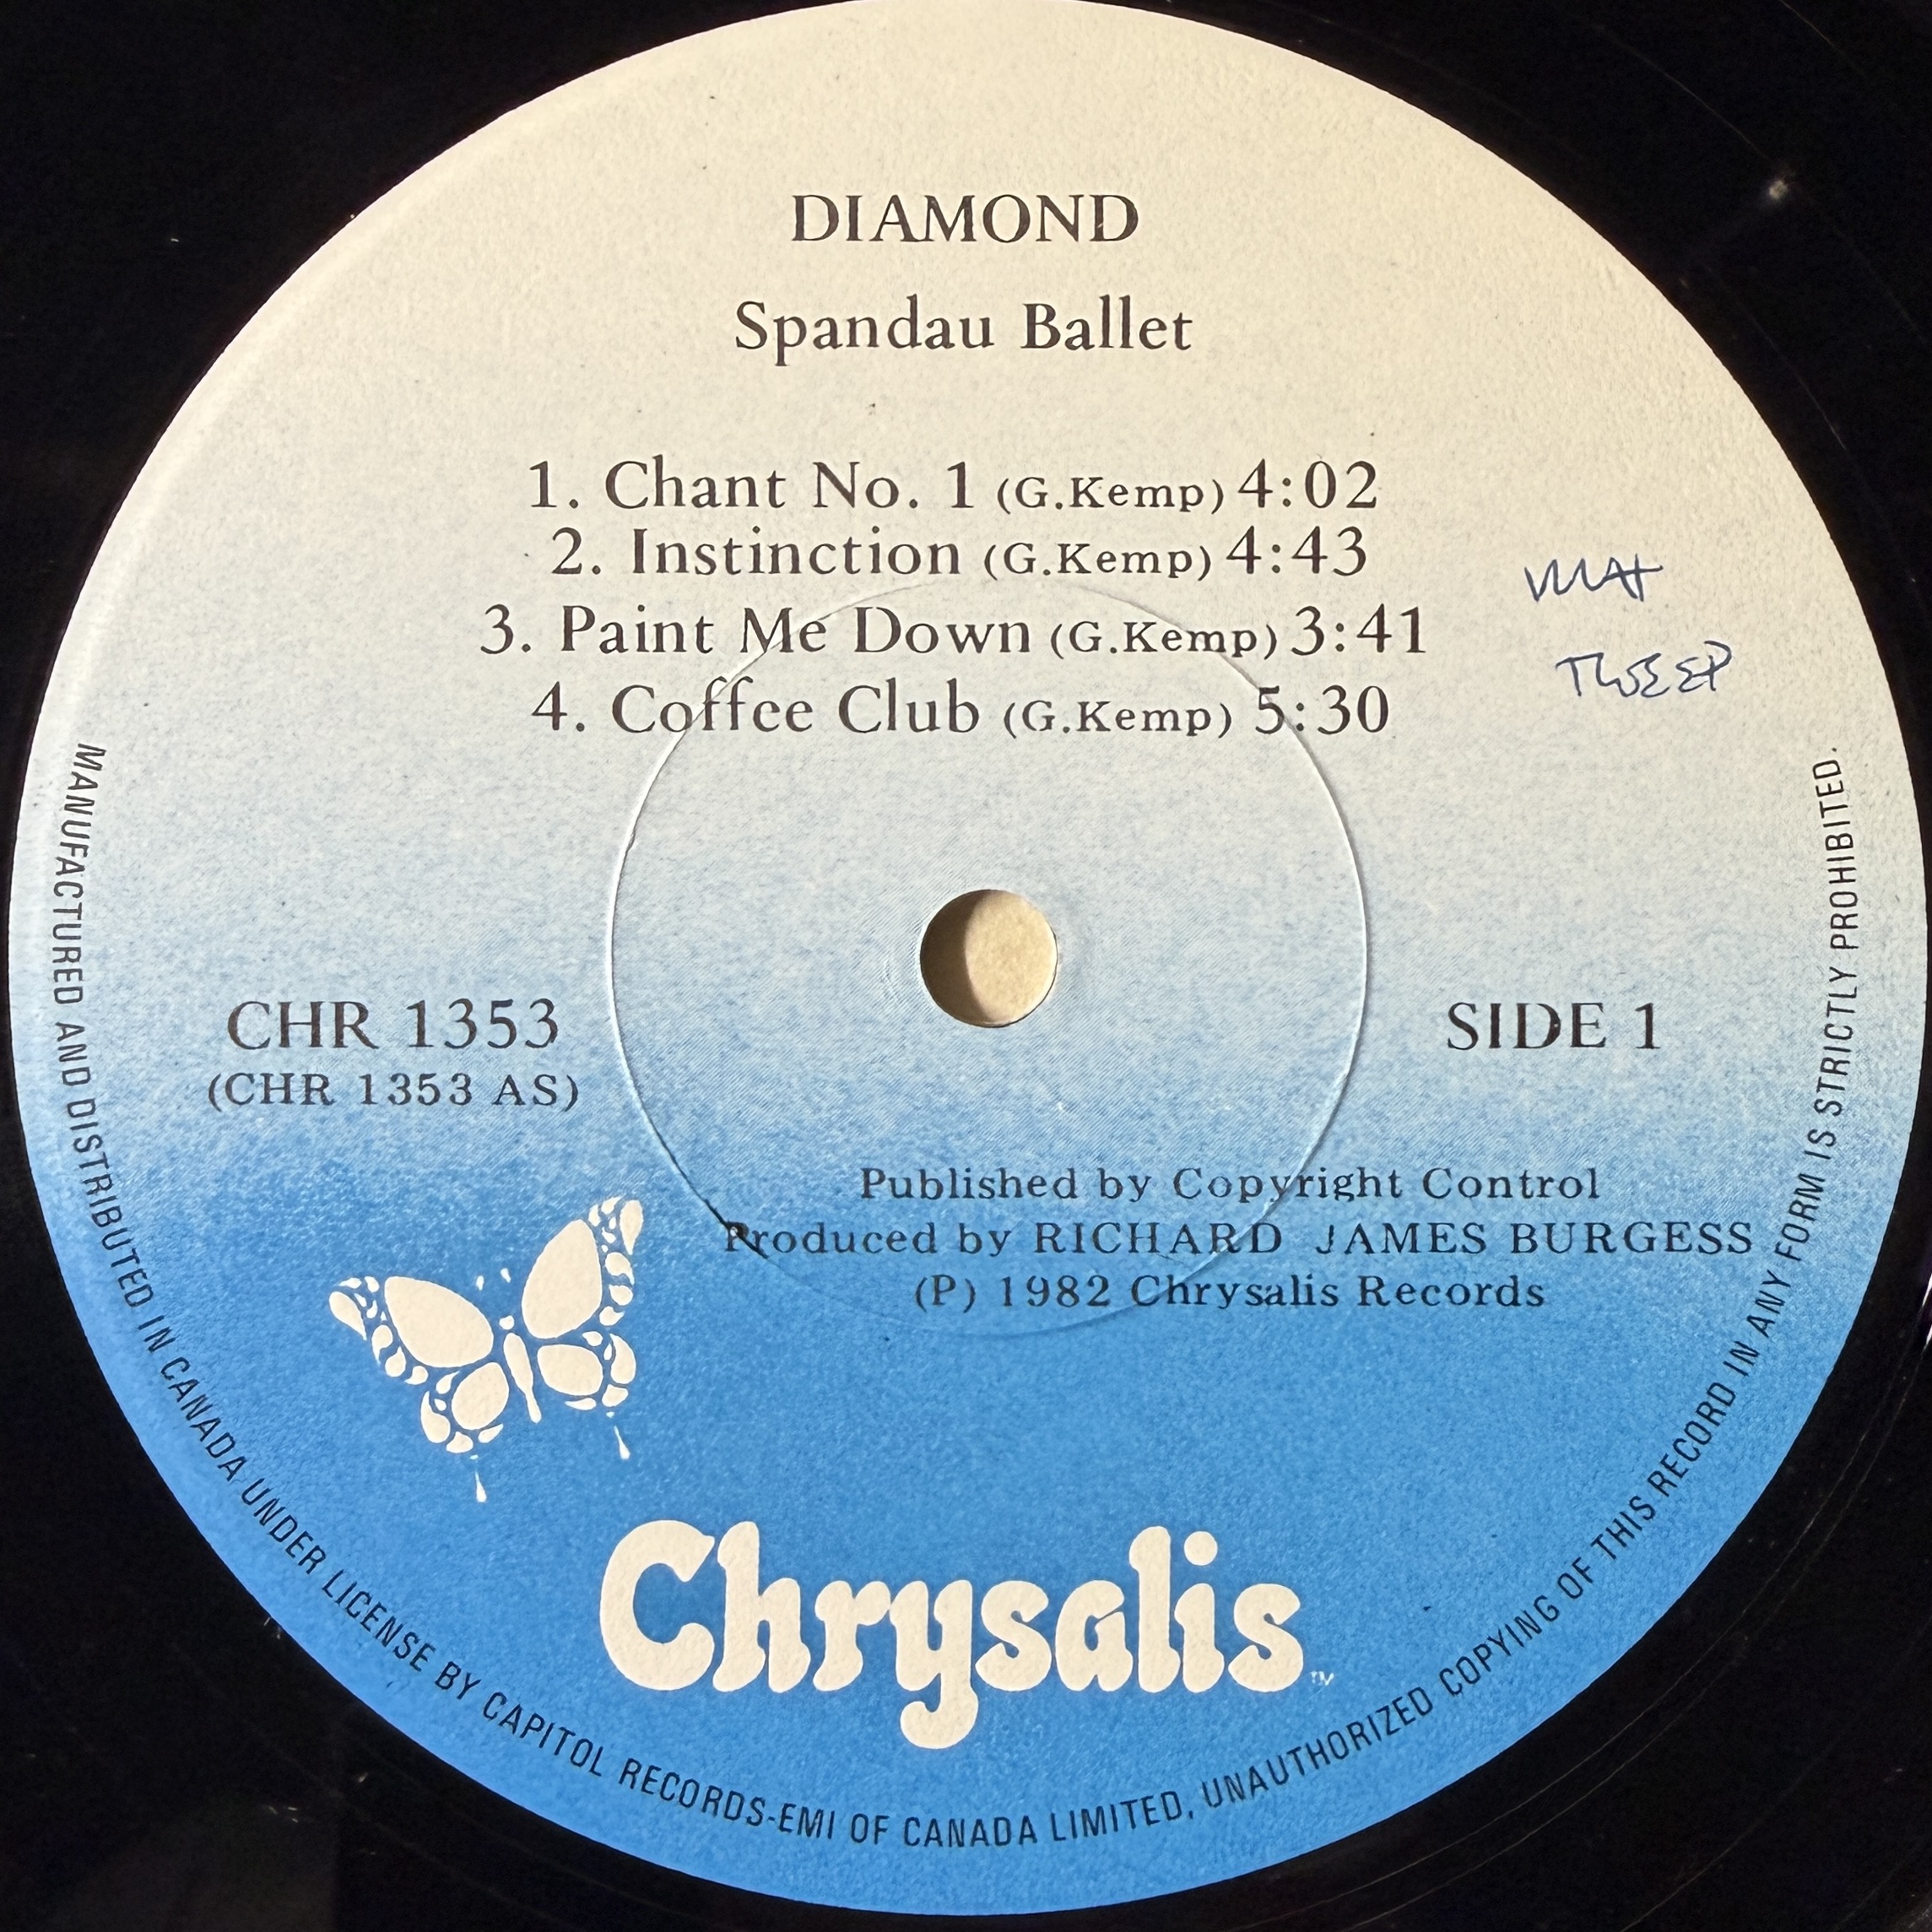 DIAMOND
Spandau Ballet
1. Chant No. 1 (G.Kemp) 4:02
2. Instinction (G.Kemp) 4:43
3. Paint Me Down (G.Kemp) 3:41
4. Coffee Club (G.Kemp) 5:30
CHR 1353
(CHR 1353 AS)
SIDE 1
Published by Copyright Control
Produced by RICHARD JAMES BURGESS
(P) 1982 Chrysalis Records
Chrysalis™
MANUFACTURED AND DISTRIBUTED IN CANADA UNDER LICENSE BY CAPITOL RECORDS-EMI OF CANADA LIMITED, UNAUTHORIZED COPYING OF THIS RECORD IN ANY FORM IS STRICTLY PROHIBITED.